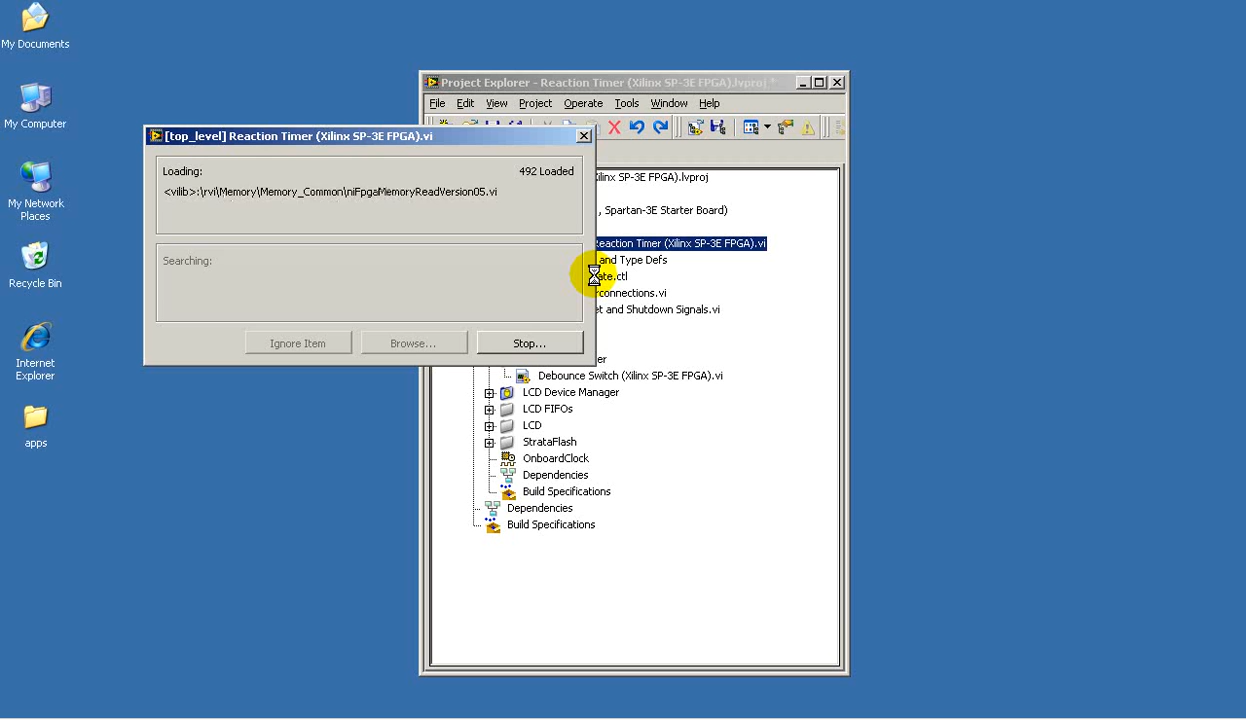 My Documents
My Computer
My Network
Places
Recycle Bin
Internet
Explorer
apps
Project Explorer - Reaction Timer (Xilinx SP-3E FPGA).lvproj *
File Edit View Project Operate Tools Window Help
[top_level] Reaction Timer (Xilinx SP-3E FPGA).vi
Loading: 492 Loaded
<vilib>:\rvi\Memory\Memory_Common\niFpgaMemoryReadVersion05.vi
Searching:
Ignore Item Browse... Stop...
ilinx SP-3E FPGA).lvproj
, Spartan-3E Starter Board)
Reaction Timer (Xilinx SP-3E FPGA).vi
and Type Defs
ate.ctl
rconnections.vi
et and Shutdown Signals.vi
er
Debounce Switch (Xilinx SP-3E FPGA).vi
LCD Device Manager
LCD FIFOs
LCD
StrataFlash
OnboardClock
Dependencies
Build Specifications
Dependencies
Build Specifications